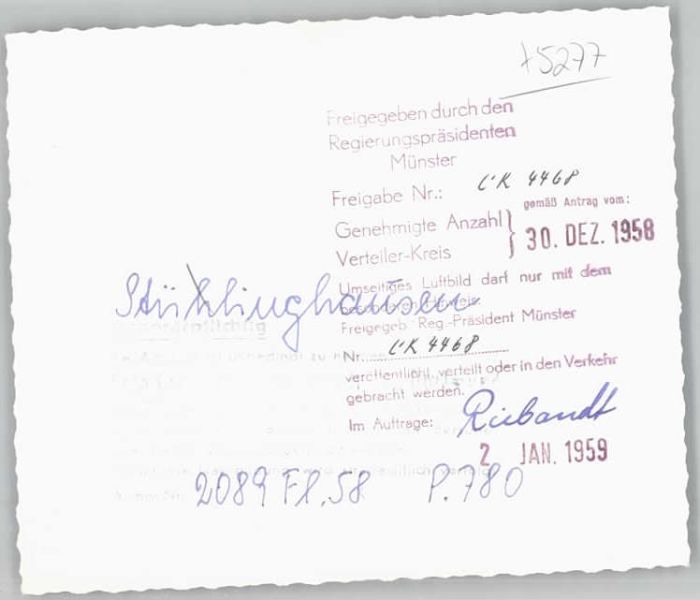 +5277
Freigegeben durch den
Regierungspräsidenten
Münster
Freigabe Nr.: CK 4468
gemäß Antrag vom:
Genehmigte Anzahl
30. DEZ. 1958
Verteiler-Kreis
Umseitiges Luftbild darf nur mit dem
Stühlinghausen
Freigegeb. Reg.-Präsident Münster
Nr. CK 4468
veröffentlicht, verteilt oder in den Verkehr
gebracht werden.
Im Auftrage: Riebandt
2 JAN. 1959
2089 Fl. 58 P. 780